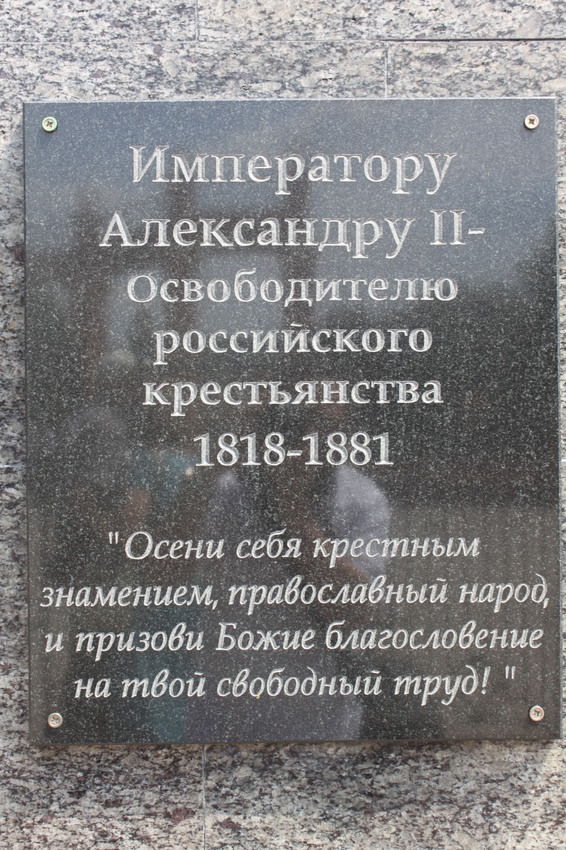 Императору
Александру II-
Освободителю
российского
крестьянства
1818-1881
"Осени себя крестным
знамением, православный народ,
и призови Божие благословение
на твой свободный труд! "